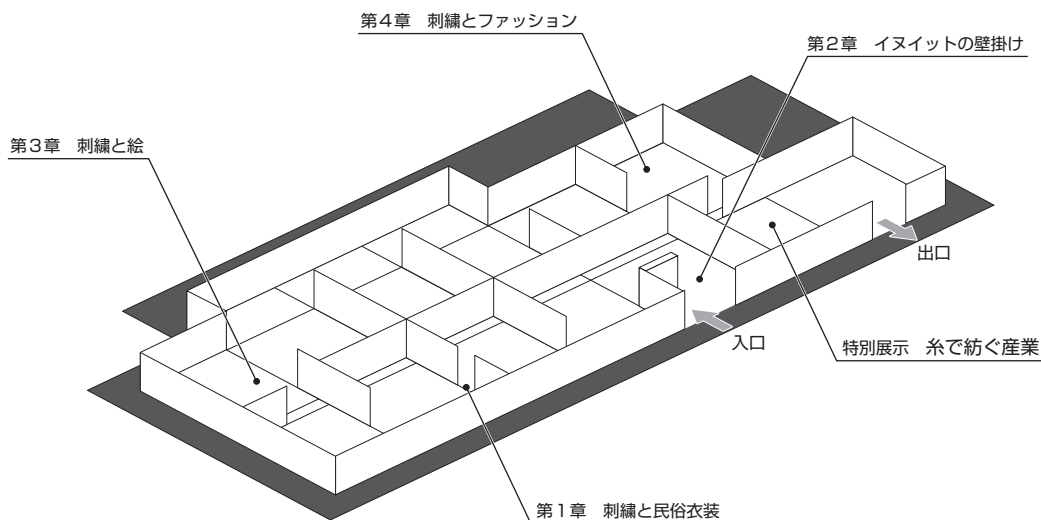 第4章 刺繍とファッション
第2章 イヌイットの壁掛け
第3章 刺繍と絵
出口
入口
特別展示 糸で紡ぐ産業
第1章 刺繍と民俗衣装